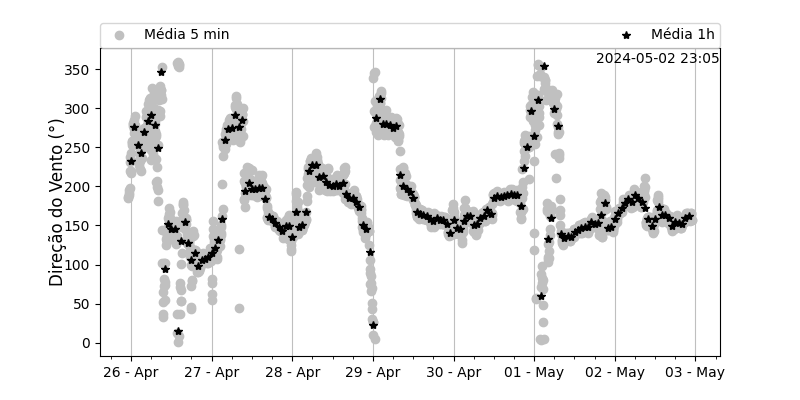 Média 5 min
Média 1h
2024-05-02 23:05
Direção do Vento (°)
350
300
250
200
150
100
50
0
26 - Apr
27 - Apr
28 - Apr
29 - Apr
30 - Apr
01 - May
02 - May
03 - May